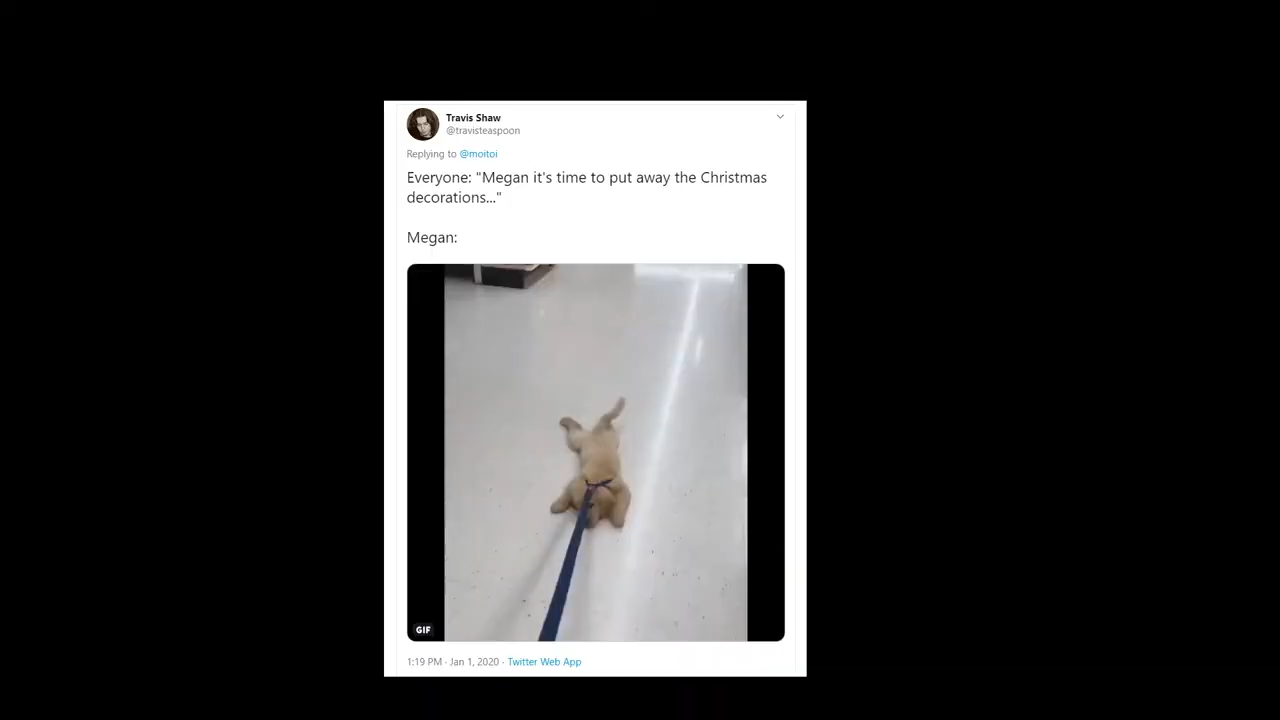 Travis Shaw
@travisteaspoon
Replying to @moitoi
Everyone: "Megan it's time to put away the Christmas
decorations..."
Megan:
GIF
1:19 PM · Jan 1, 2020 · Twitter Web App